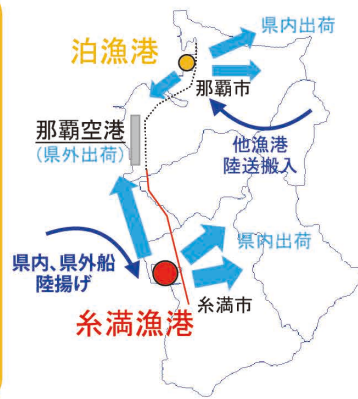 県内出荷
泊漁港
那覇市
那覇空港
(県外出荷)
他漁港
陸送搬入
県内出荷
県内、県外船
陸揚げ
糸満市
糸満漁港